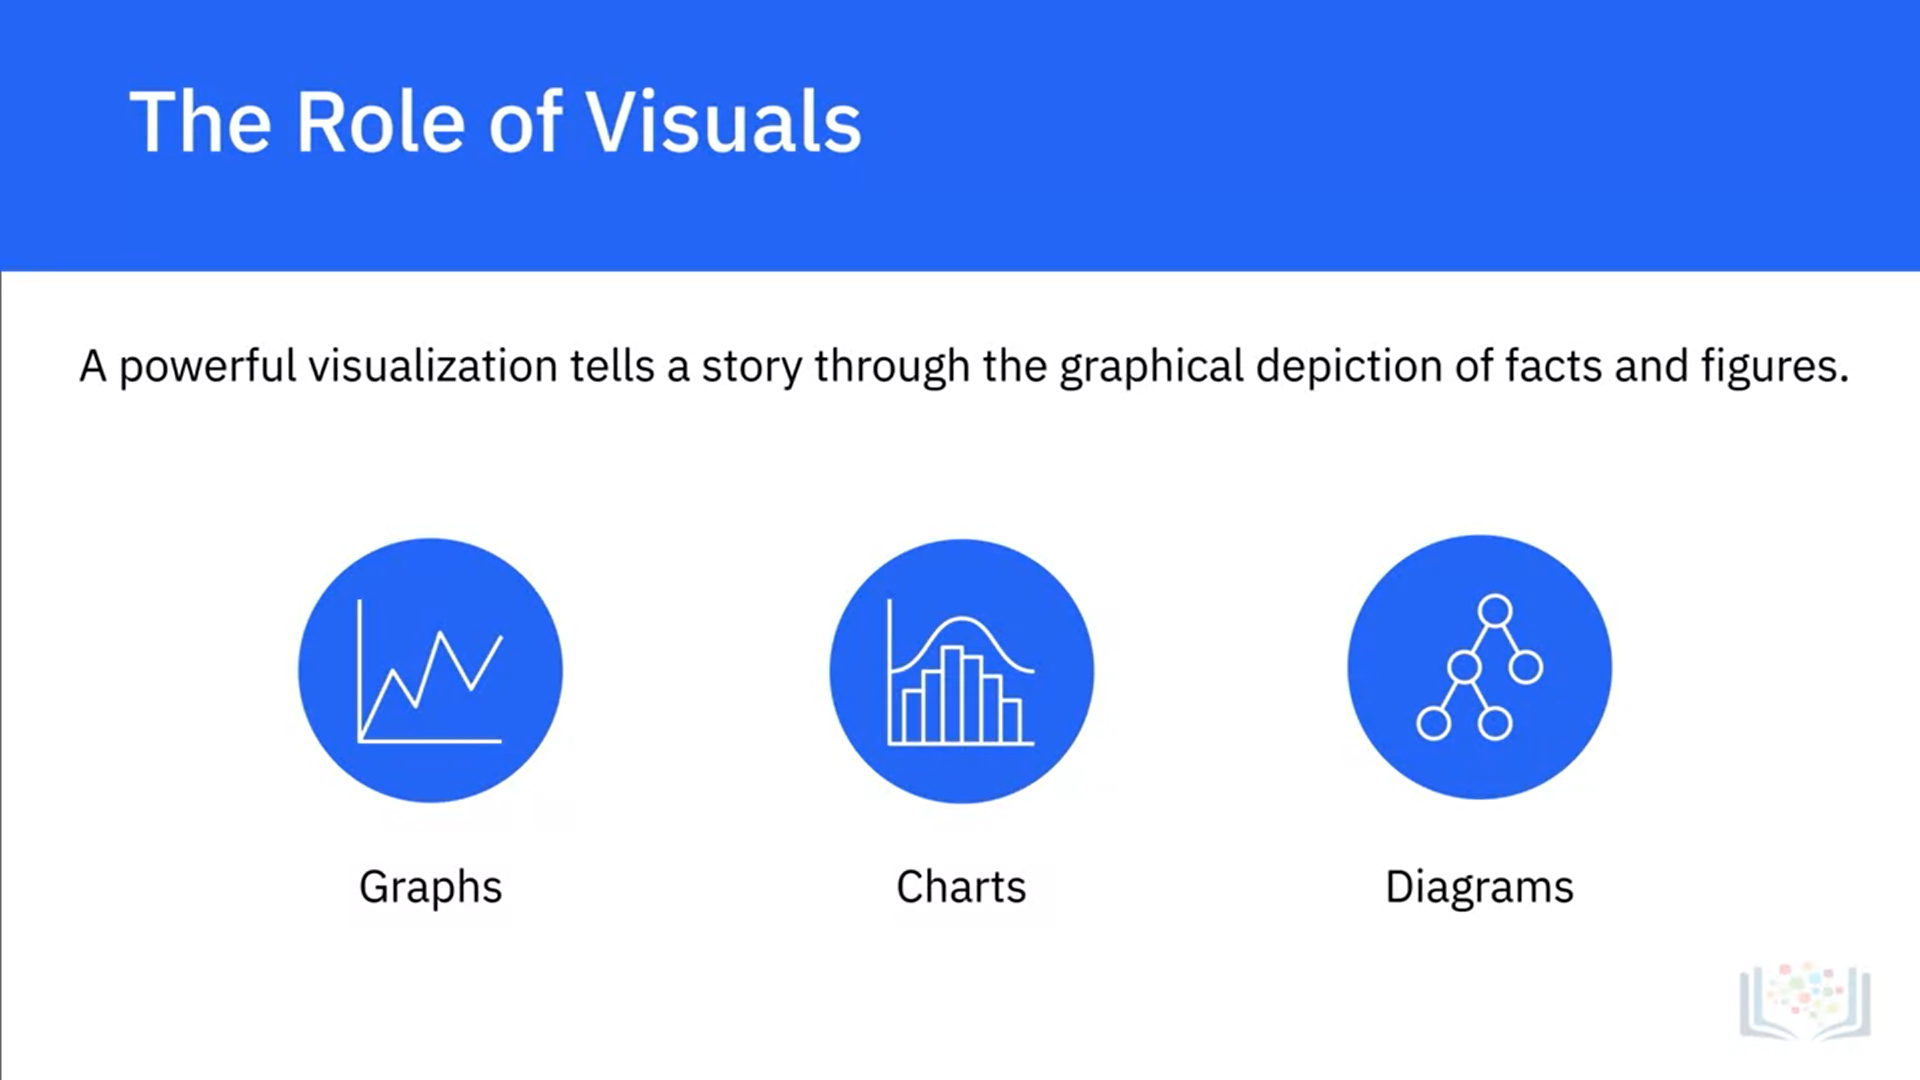 The Role of Visuals
A powerful visualization tells a story through the graphical depiction of facts and figures.
Graphs
Charts
Diagrams